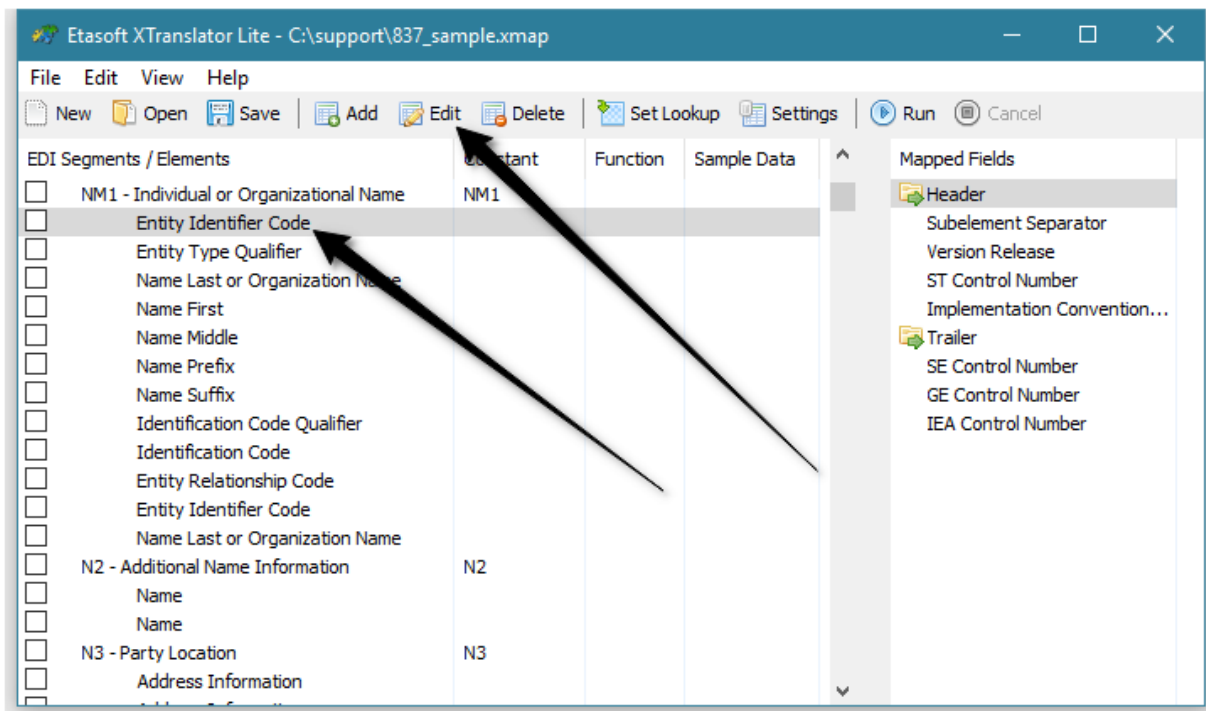 Etasoft XTranslator Lite - C:\support\837_sample.xmap
File Edit View Help
New Open Save Add Edit Delete Set Lookup Settings Run Cancel
EDI Segments / Elements Constant Function Sample Data Mapped Fields
NM1 - Individual or Organizational Name NM1 Header
Entity Identifier Code Subelement Separator
Entity Type Qualifier Version Release
Name Last or Organization Name ST Control Number
Name First Implementation Convention...
Name Middle Trailer
Name Prefix SE Control Number
Name Suffix GE Control Number
Identification Code Qualifier IEA Control Number
Identification Code
Entity Relationship Code
Entity Identifier Code
Name Last or Organization Name
N2 - Additional Name Information N2
Name
Name
N3 - Party Location N3
Address Information